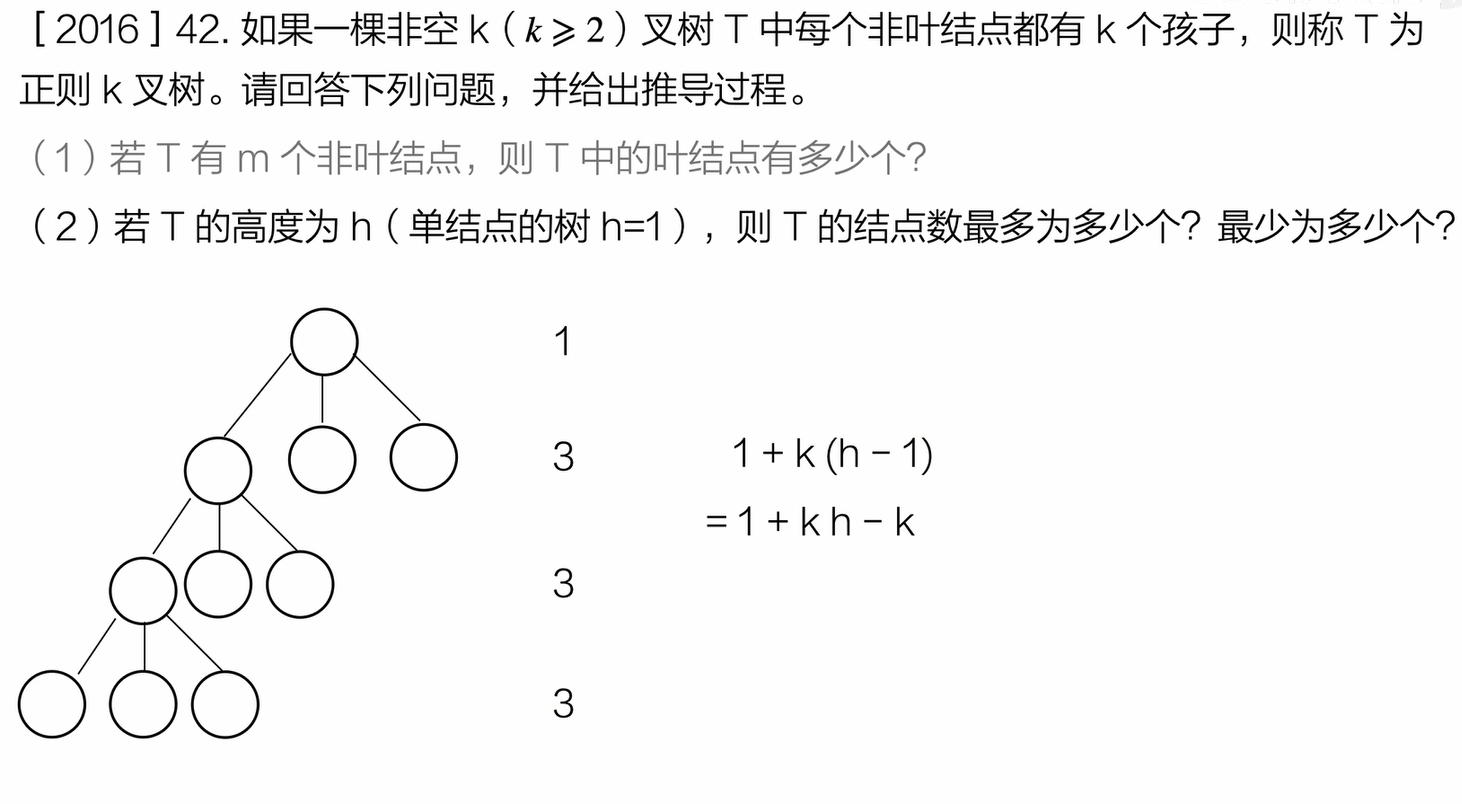 [2016] 42. 如果一棵非空 k（k ⩾ 2）叉树 T 中每个非叶结点都有 k 个孩子，则称 T 为
正则 k 叉树。请回答下列问题，并给出推导过程。
（1）若 T 有 m 个非叶结点，则 T 中的叶结点有多少个？
（2）若 T 的高度为 h（单结点的树 h=1），则 T 的结点数最多为多少个？最少为多少个？
1
3
1 + k (h − 1)
= 1 + k h − k
3
3